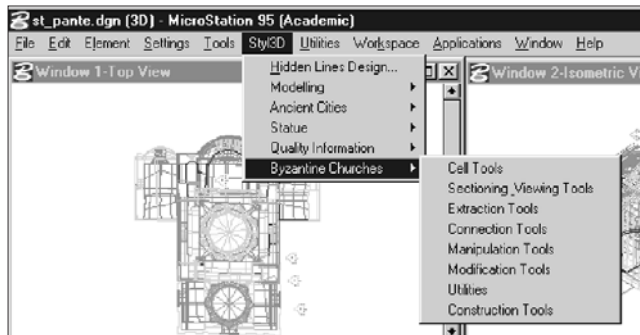 st_pante.dgn (3D) - MicroStation 95 (Academic)
File Edit Element Settings Tools Styl3D Utilities Workspace Applications Window Help
Window 1-Top View
Window 2-Isometric Vi
Hidden Lines Design...
Modelling
Ancient Cities
Statue
Quality Information
Byzantine Churches
Cell Tools
Sectioning_Viewing Tools
Extraction Tools
Connection Tools
Manipulation Tools
Modification Tools
Utilities
Construction Tools